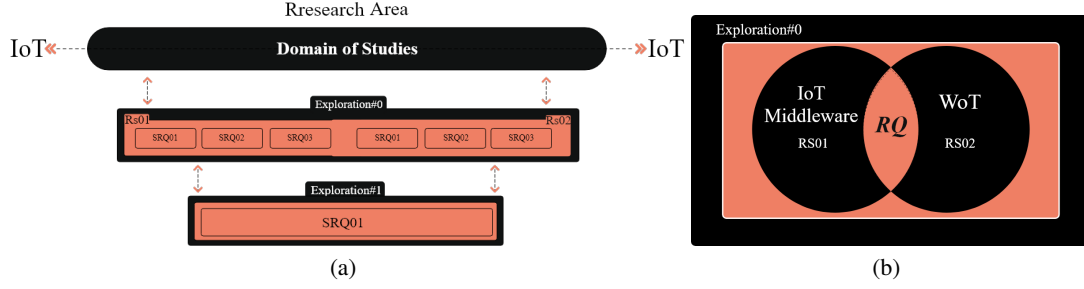 Rresearch Area
IoT
Domain of Studies
IoT
Exploration#0
Rs01
Rs02
SRQ01
SRQ02
SRQ03
SRQ01
SRQ02
SRQ03
Exploration#1
SRQ01
(a)
Exploration#0
IoT
Middleware
RS01
RQ
WoT
RS02
(b)